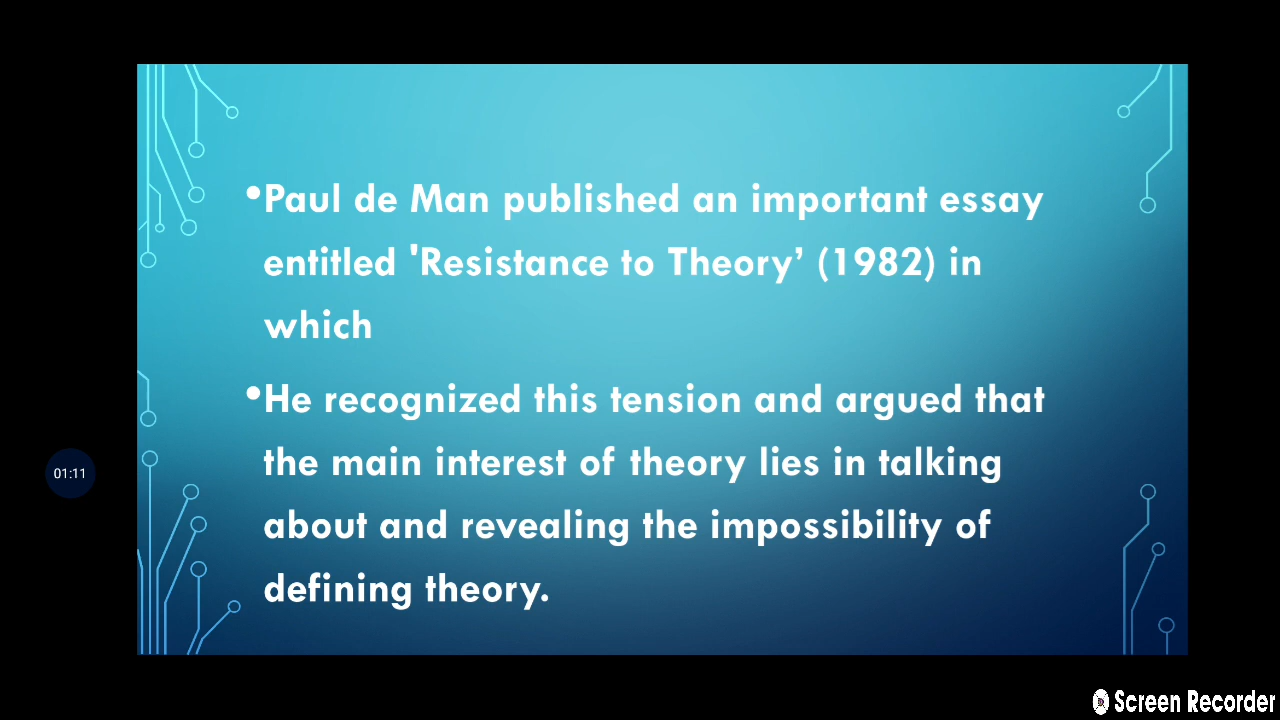 •Paul de Man published an important essay
entitled 'Resistance to Theory’ (1982) in
which
•He recognized this tension and argued that
the main interest of theory lies in talking
about and revealing the impossibility of
defining theory.
01:11
Screen Recorder